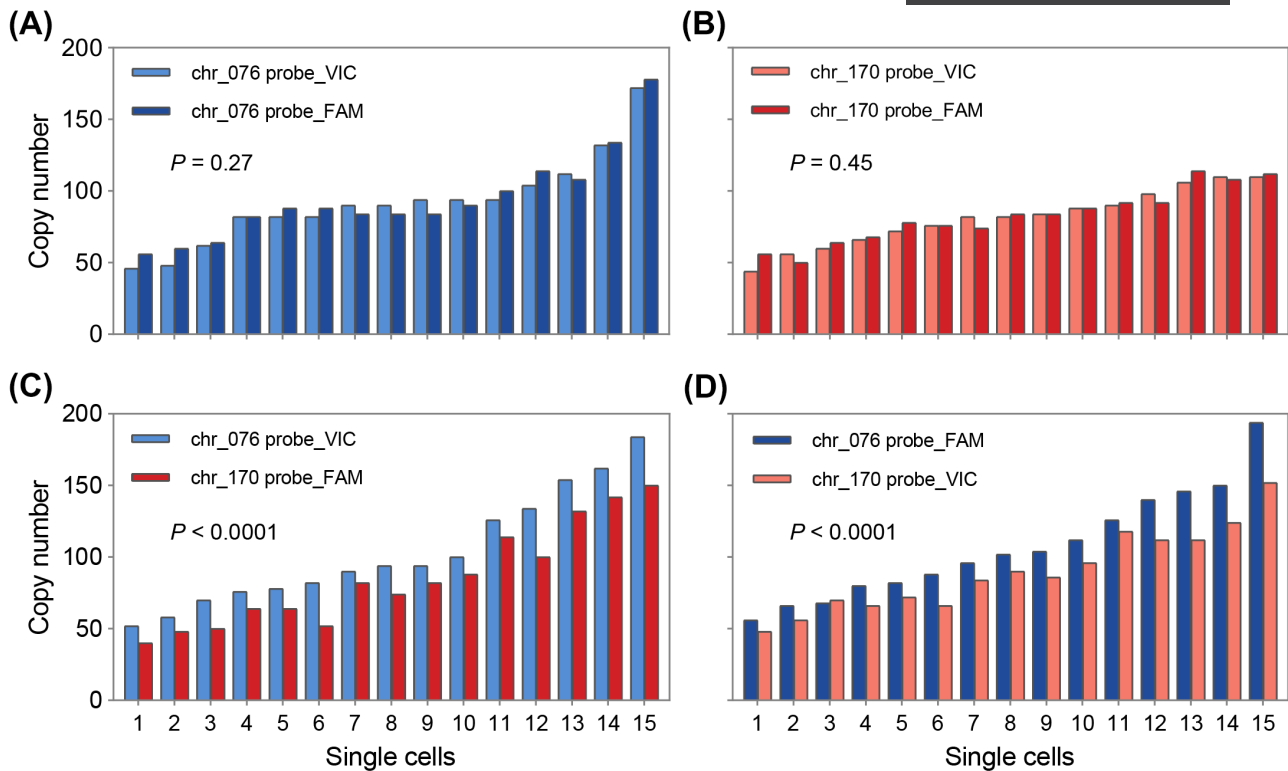 (A)
200
150
100
50
0
Copy number
chr_076 probe_VIC
chr_076 probe_FAM
P = 0.27
(B)
chr_170 probe_VIC
chr_170 probe_FAM
P = 0.45
(C)
200
150
100
50
0
Copy number
chr_076 probe_VIC
chr_170 probe_FAM
P < 0.0001
1 2 3 4 5 6 7 8 9 10 11 12 13 14 15
Single cells
(D)
chr_076 probe_FAM
chr_170 probe_VIC
P < 0.0001
1 2 3 4 5 6 7 8 9 10 11 12 13 14 15
Single cells